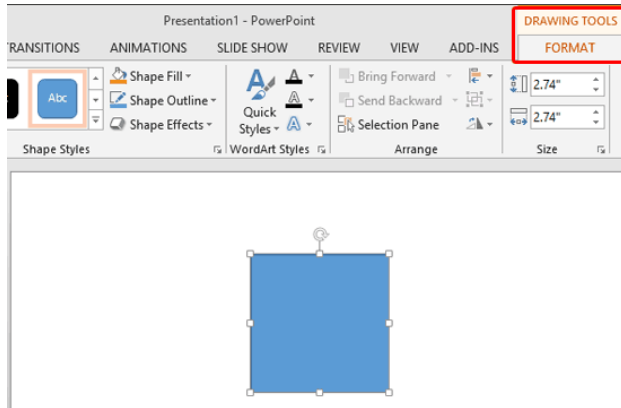 Presentation1 - PowerPoint
DRAWING TOOLS
TRANSITIONS ANIMATIONS SLIDE SHOW REVIEW VIEW ADD-INS FORMAT
Abc
Shape Fill
Shape Outline
Shape Effects
Shape Styles
Quick
Styles
A
A
A
A
WordArt Styles
Bring Forward
Send Backward
Selection Pane
Arrange
2.74"
2.74"
Size